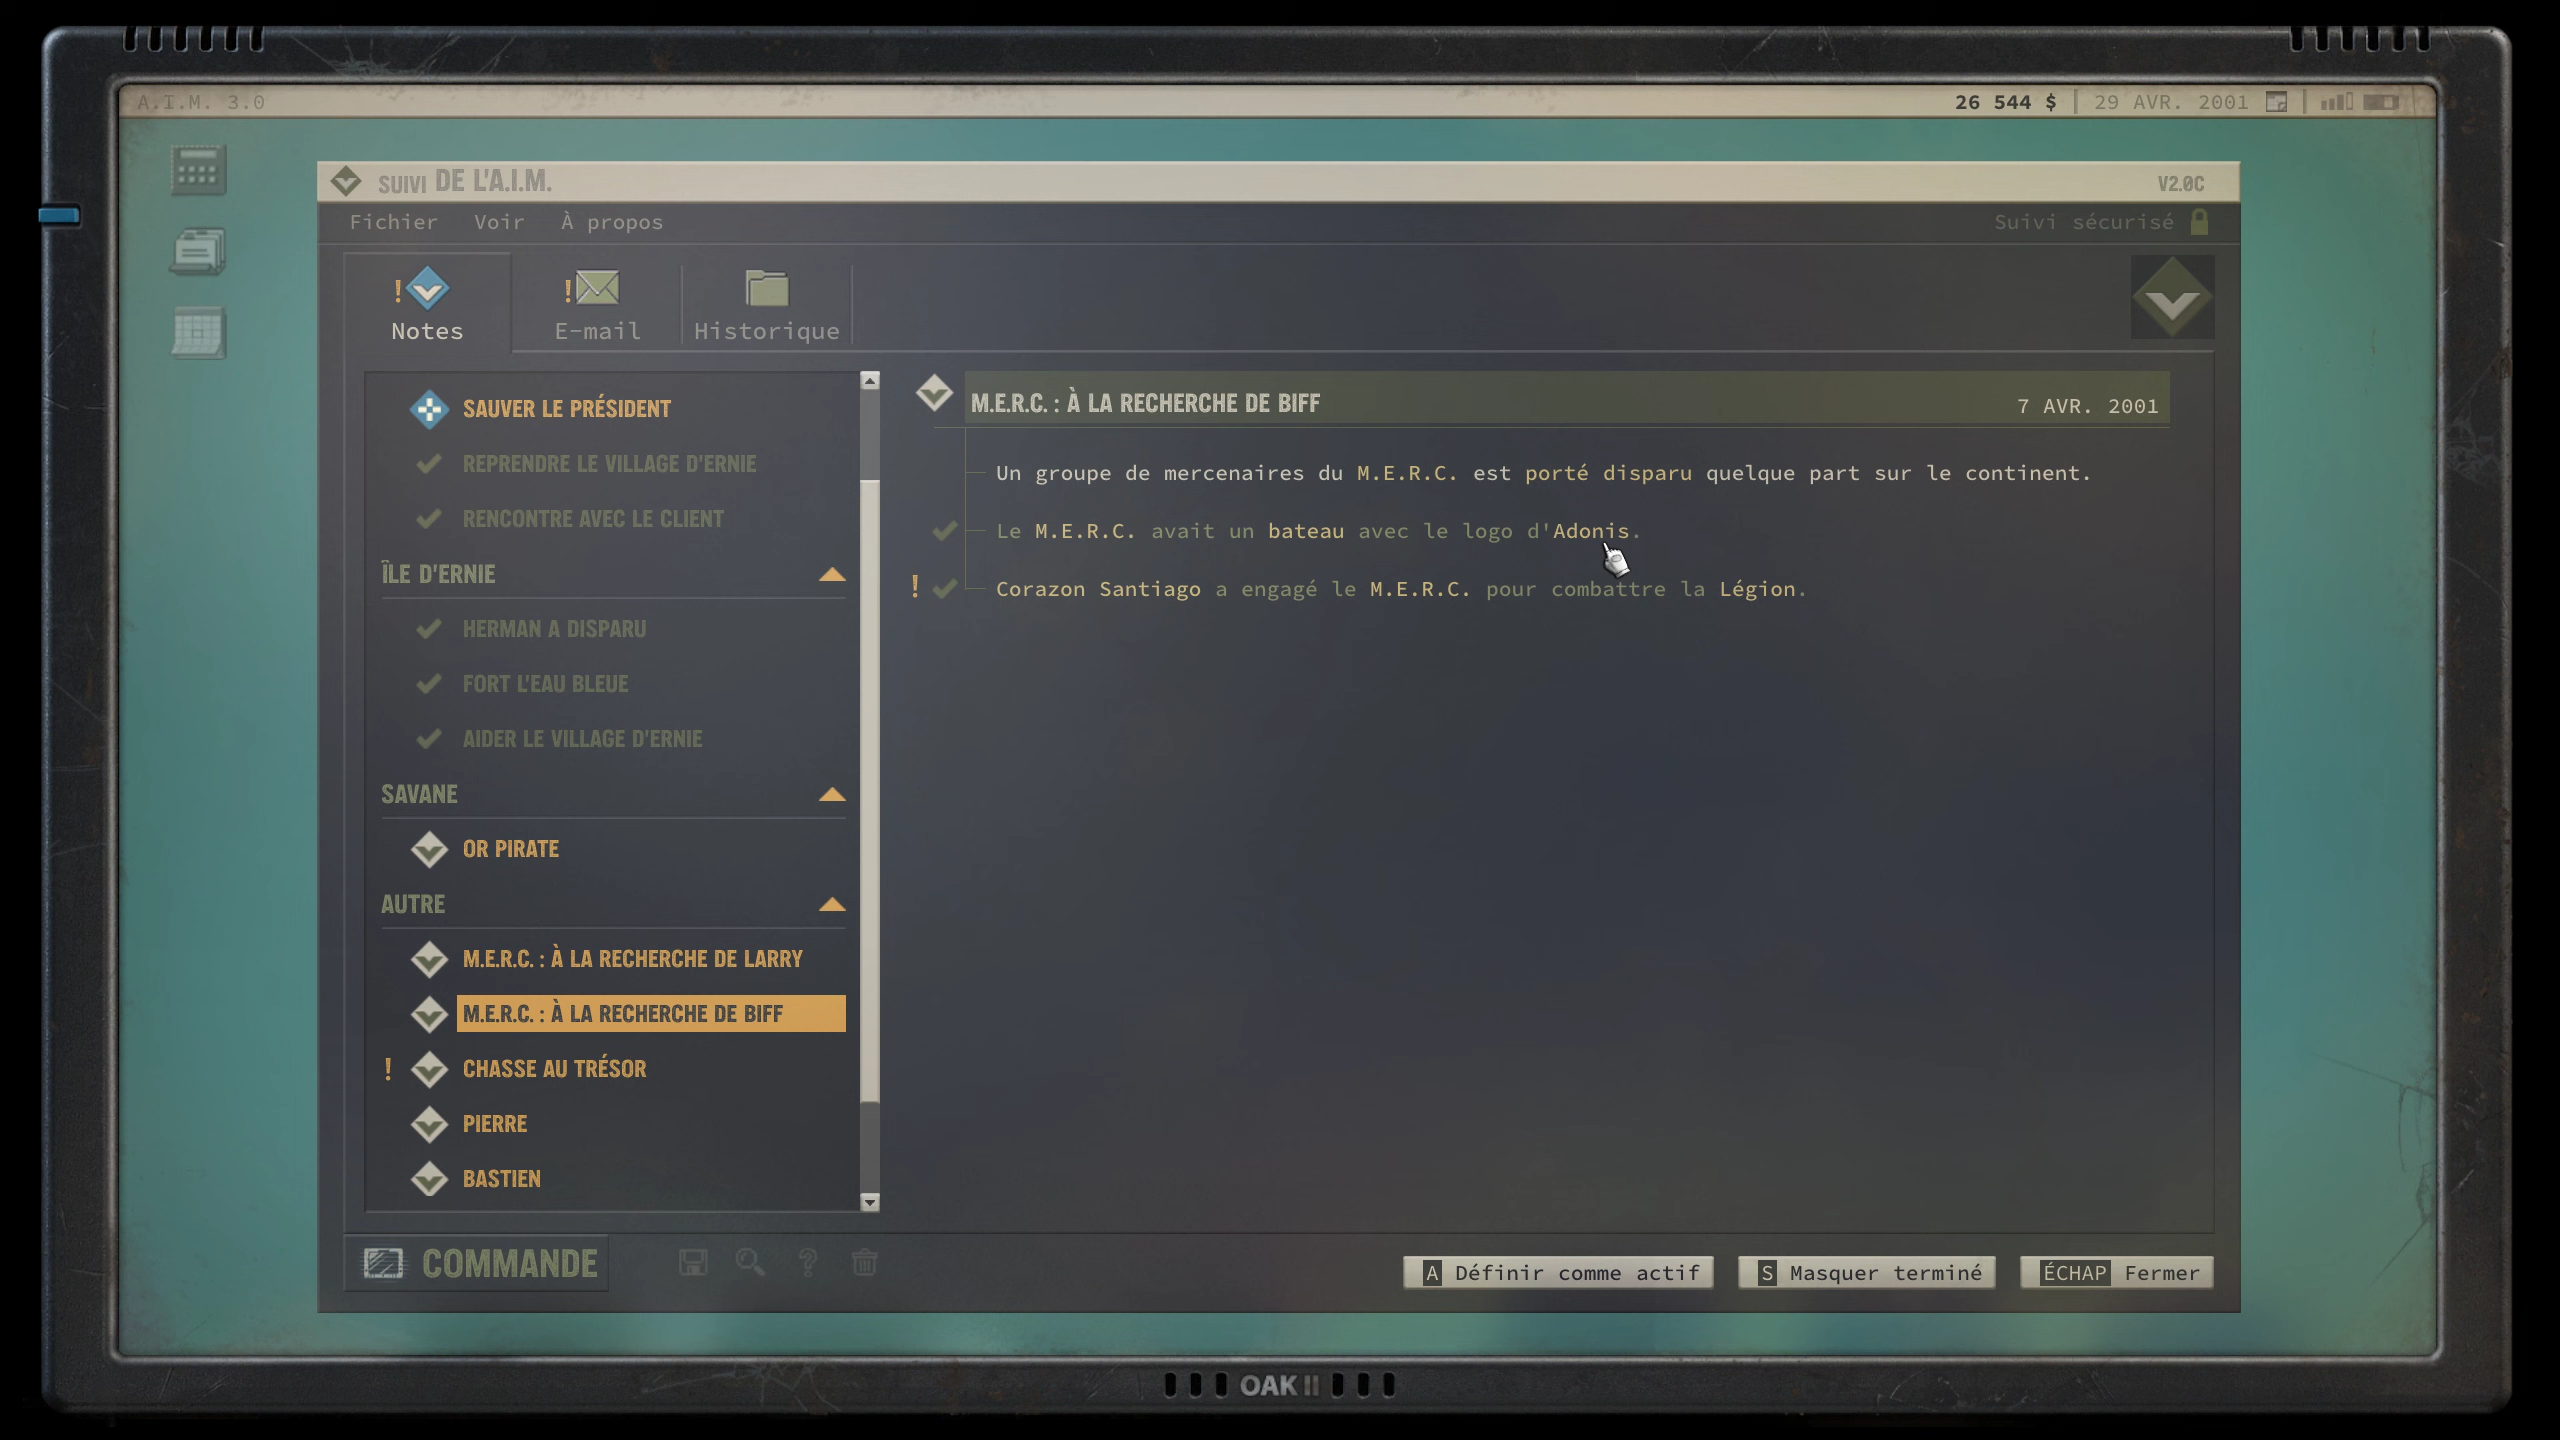 A.I.M. 3.0
26 544 $
29 AVR. 2001
SUIVI DE L'A.I.M.
V2.0C
Fichier
Voir
À propos
Suivi sécurisé
! Notes
! E-mail
Historique
SAUVER LE PRÉSIDENT
REPRENDRE LE VILLAGE D'ERNIE
RENCONTRE AVEC LE CLIENT
ÎLE D'ERNIE
HERMAN A DISPARU
FORT L'EAU BLEUE
AIDER LE VILLAGE D'ERNIE
SAVANE
OR PIRATE
AUTRE
M.E.R.C. : À LA RECHERCHE DE LARRY
M.E.R.C. : À LA RECHERCHE DE BIFF
! CHASSE AU TRÉSOR
PIERRE
BASTIEN
M.E.R.C. : À LA RECHERCHE DE BIFF
7 AVR. 2001
Un groupe de mercenaires du M.E.R.C. est porté disparu quelque part sur le continent.
Le M.E.R.C. avait un bateau avec le logo d'Adonis.
! Corazon Santiago a engagé le M.E.R.C. pour combattre la Légion.
COMMANDE
?
A Définir comme actif
S Masquer terminé
ÉCHAP Fermer
OAK II